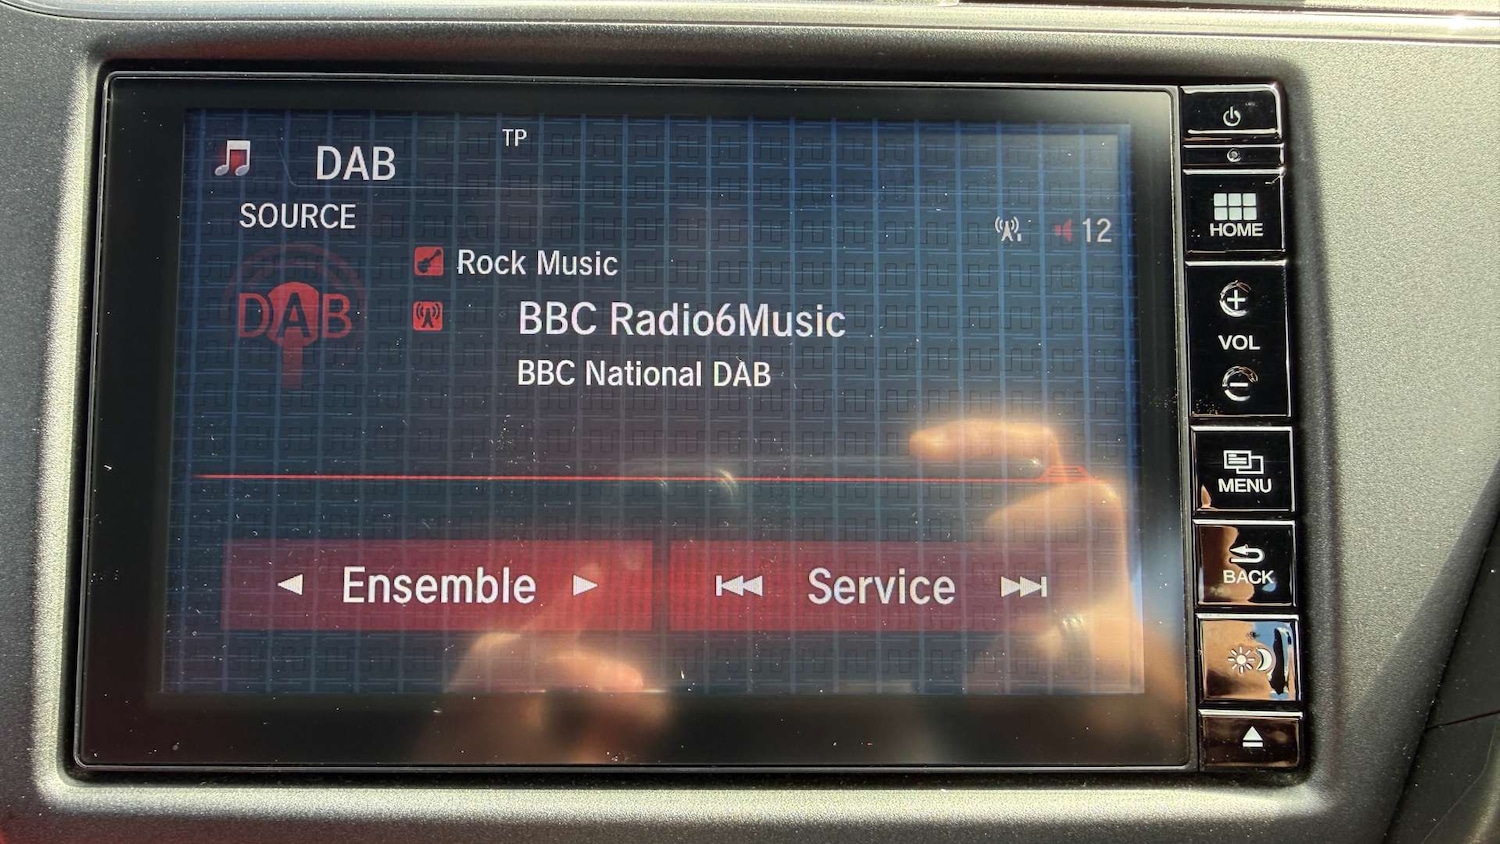 TP
DAB
SOURCE
12
Rock Music
DAB
BBC Radio6Music
BBC National DAB
Ensemble
Service
HOME
VOL
MENU
BACK